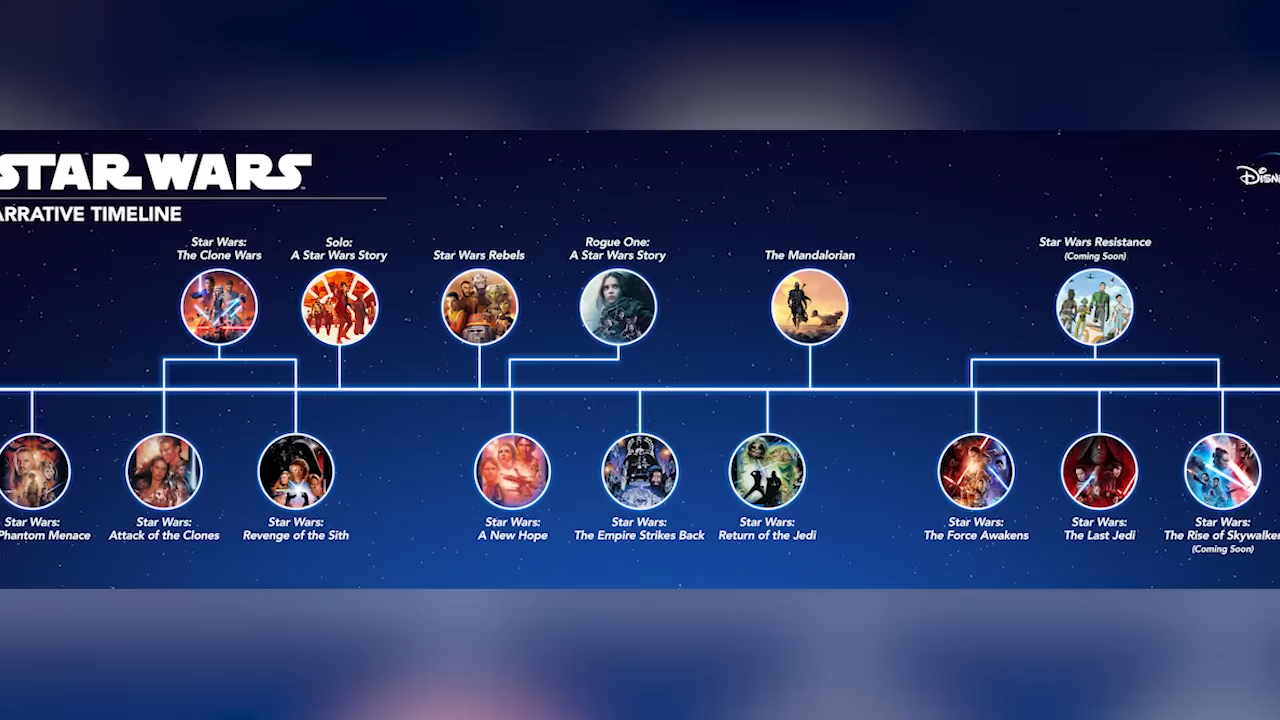 STAR WARS
ARRATIVE TIMELINE
Star Wars:
The Clone Wars
Solo:
A Star Wars Story
Star Wars Rebels
Rogue One:
A Star Wars Story
The Mandalorian
Star Wars Resistance
(Coming Soon)
Star Wars:
Phantom Menace
Star Wars:
Attack of the Clones
Star Wars:
Revenge of the Sith
Star Wars:
A New Hope
Star Wars:
The Empire Strikes Back
Star Wars:
Return of the Jedi
Star Wars:
The Force Awakens
Star Wars:
The Last Jedi
Star Wars:
The Rise of Skywalker
(Coming Soon)